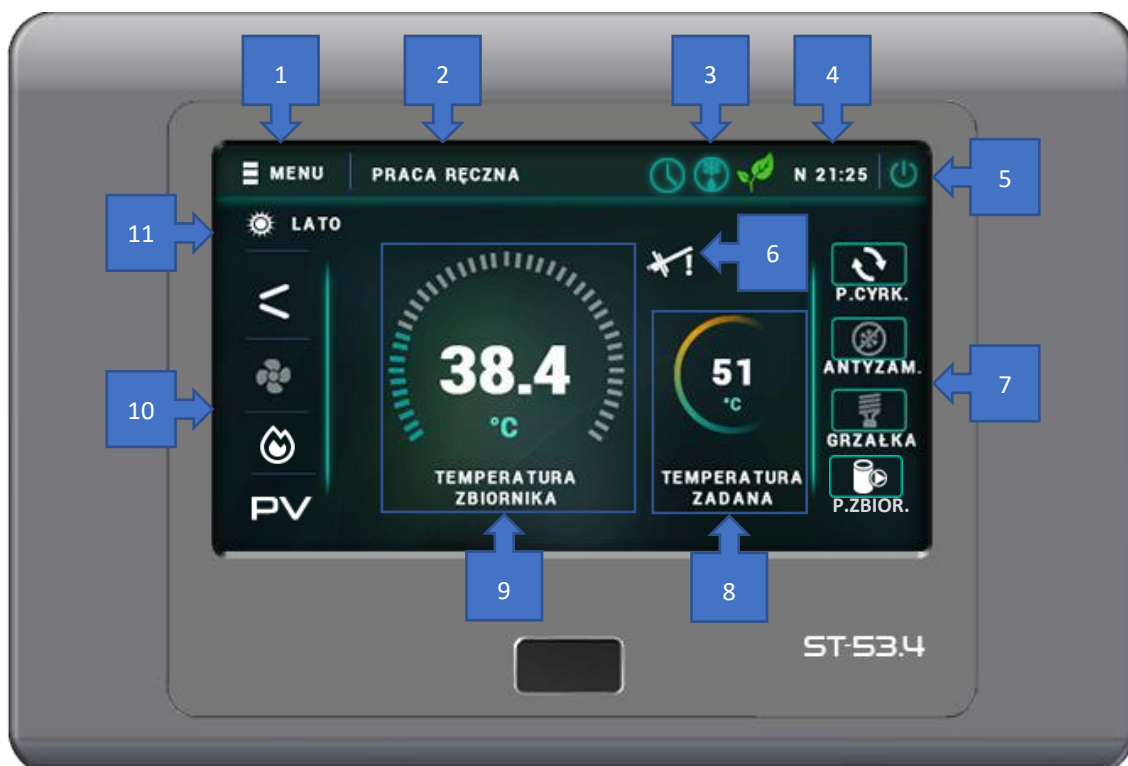 1
2
3
4
MENU
PRACA RĘCZNA
N 21:25
5
11
LATO
6
P.CYRK.
38.4
°C
51
°C
ANTYZAM.
7
10
GRZAŁKA
TEMPERATURA
ZBIORNIKA
TEMPERATURA
ZADANA
PV
P.ZBIOR.
9
8
ST-53.4